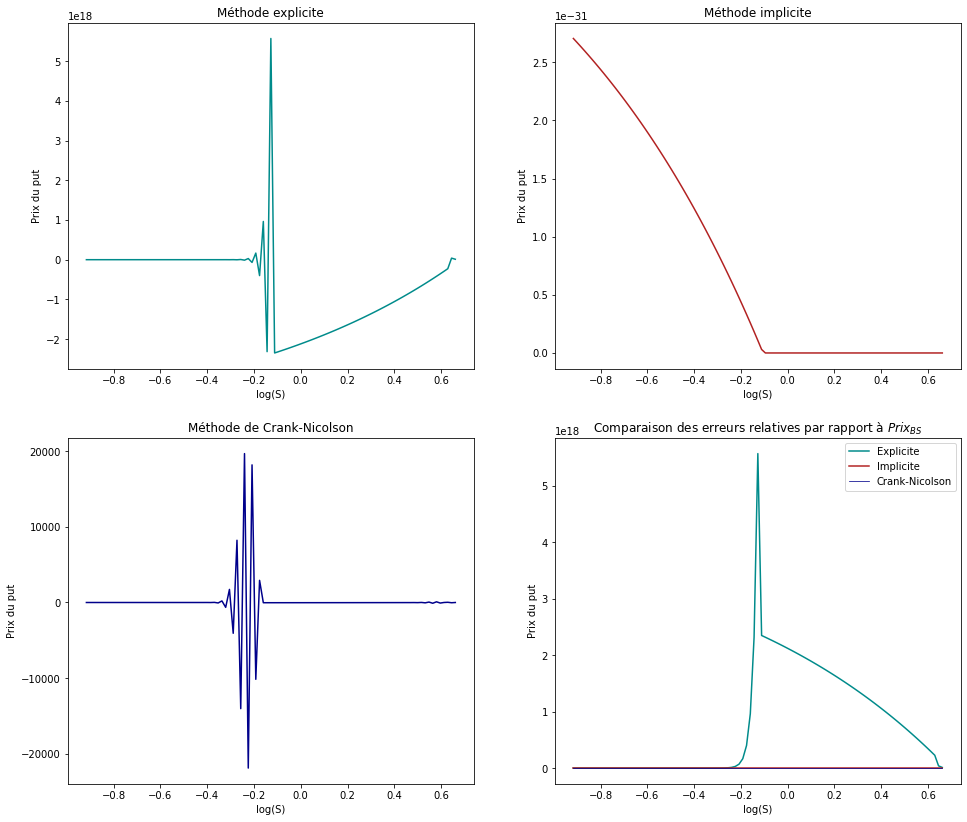 Méthode explicite
1e18
Prix du put
5
4
3
2
1
0
−1
−2
−0.8 −0.6 −0.4 −0.2 0.0 0.2 0.4 0.6
log(S)
Méthode implicite
1e−31
Prix du put
2.5
2.0
1.5
1.0
0.5
0.0
−0.8 −0.6 −0.4 −0.2 0.0 0.2 0.4 0.6
log(S)
Méthode de Crank-Nicolson
Prix du put
20000
10000
0
−10000
−20000
−0.8 −0.6 −0.4 −0.2 0.0 0.2 0.4 0.6
log(S)
Comparaison des erreurs relatives par rapport à Prix_BS
1e18
Explicite
Implicite
Crank-Nicolson
Prix du put
5
4
3
2
1
0
−0.8 −0.6 −0.4 −0.2 0.0 0.2 0.4 0.6
log(S)